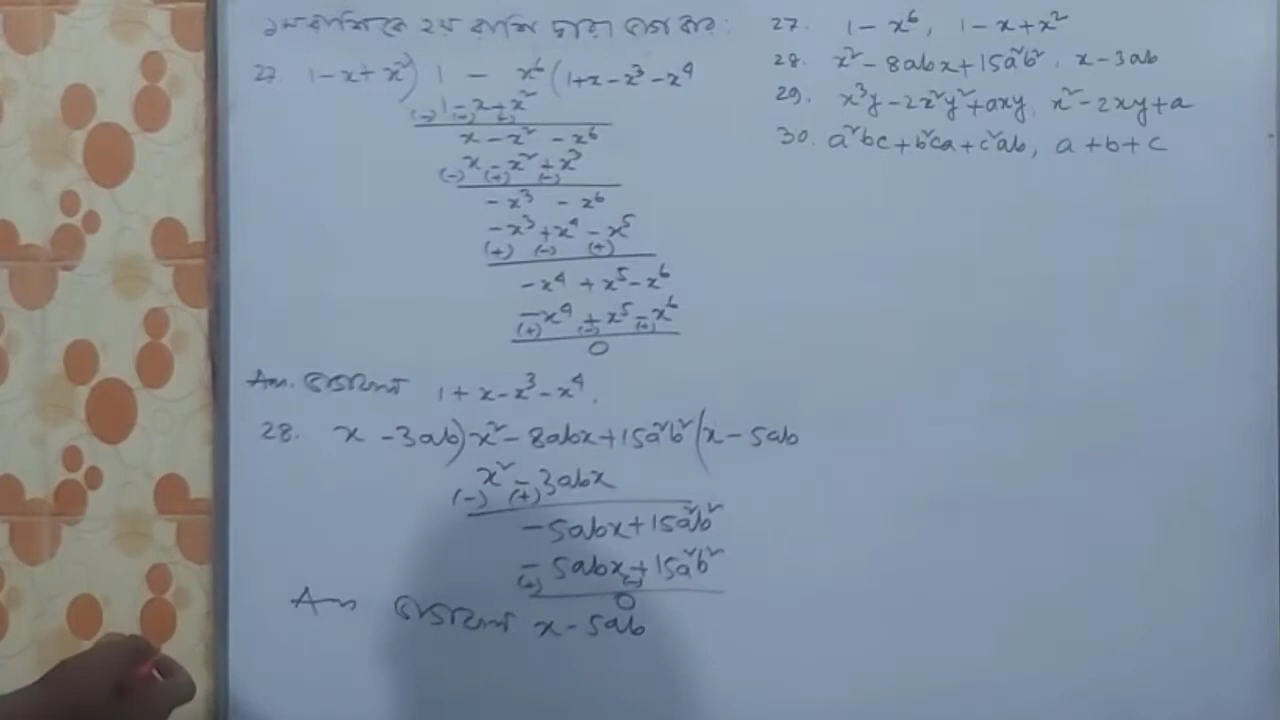 ১ম রাশিকে ২য় রাশি দ্বারা ভাগ কর:
27. 1-x+x²) 1 - x⁶ (1+x-x³-x⁴
1-x+x²
(-) (-) (-)
x-x² -x⁶
x-x²+x³
(-) (+) (-)
-x³ -x⁶
-x³+x⁴-x⁵
(+) (-) (+)
-x⁴+x⁵-x⁶
-x⁴+x⁵-x⁶
(+) (-) (+)
0
Ans. ভাগফল 1+x-x³-x⁴.
28. x-3ab) x²-8abx+15a²b² (x-5ab
x²-3abx
(-) (+)
-5abx+15a²b²
-5abx+15a²b²
(+) (-)
0
Ans ভাগফল x-5ab
27. 1-x⁶, 1-x+x²
28. x²-8abx+15a²b², x-3ab
29. x³y-2x²y²+axy, x²-2xy+a
30. a²bc+b²ca+c²ab, a+b+c